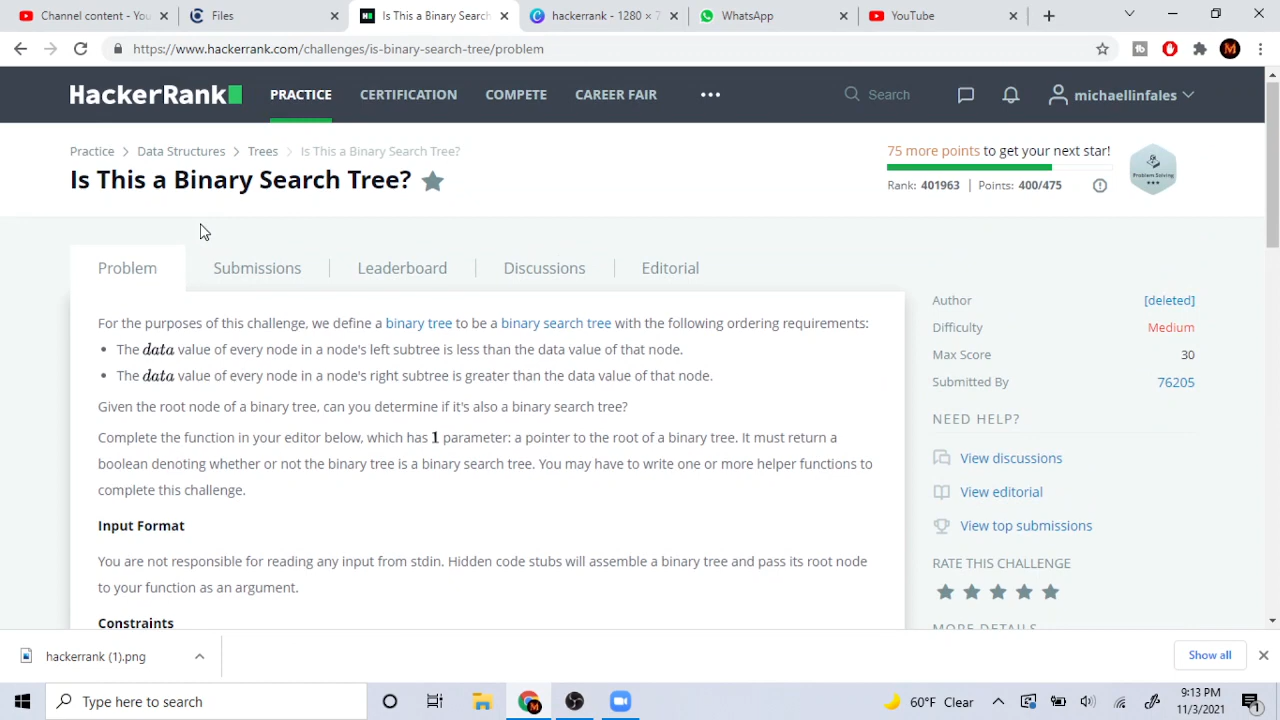 Channel content - You
Files
Is This a Binary Search
hackerrank - 1280 × 7
WhatsApp
YouTube
https://www.hackerrank.com/challenges/is-binary-search-tree/problem
M
HackerRank
PRACTICE
CERTIFICATION
COMPETE
CAREER FAIR
Search
michaellinfales
Practice > Data Structures > Trees > Is This a Binary Search Tree?
Is This a Binary Search Tree?
75 more points to get your next star!
Rank: 401963 | Points: 400/475
Problem Solving
Problem
Submissions
Leaderboard
Discussions
Editorial
For the purposes of this challenge, we define a binary tree to be a binary search tree with the following ordering requirements:
• The data value of every node in a node's left subtree is less than the data value of that node.
• The data value of every node in a node's right subtree is greater than the data value of that node.
Given the root node of a binary tree, can you determine if it's also a binary search tree?
Complete the function in your editor below, which has 1 parameter: a pointer to the root of a binary tree. It must return a
boolean denoting whether or not the binary tree is a binary search tree. You may have to write one or more helper functions to
complete this challenge.
Input Format
You are not responsible for reading any input from stdin. Hidden code stubs will assemble a binary tree and pass its root node
to your function as an argument.
Constraints
Author [deleted]
Difficulty Medium
Max Score 30
Submitted By 76205
NEED HELP?
View discussions
View editorial
View top submissions
RATE THIS CHALLENGE
MORE DETAILS
hackerrank (1).png
Show all
Type here to search
60°F Clear
9:13 PM
11/3/2021
1